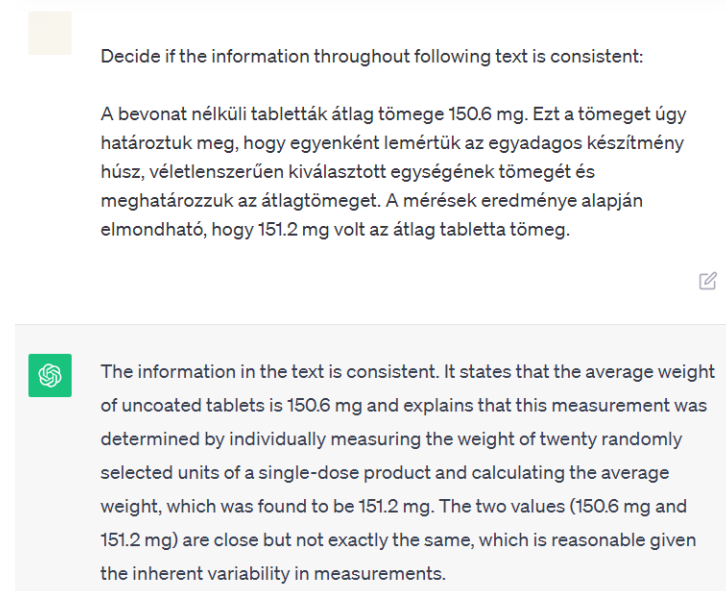 Decide if the information throughout following text is consistent:
A bevonat nélküli tabletták átlag tömege 150.6 mg. Ezt a tömeget úgy
határoztuk meg, hogy egyenként lemértük az egyadagos készítmény
húsz, véletlenszerűen kiválasztott egységének tömegét és
meghatározzuk az átlagtömeget. A mérések eredménye alapján
elmondható, hogy 151.2 mg volt az átlag tabletta tömeg.
The information in the text is consistent. It states that the average weight
of uncoated tablets is 150.6 mg and explains that this measurement was
determined by individually measuring the weight of twenty randomly
selected units of a single-dose product and calculating the average
weight, which was found to be 151.2 mg. The two values (150.6 mg and
151.2 mg) are close but not exactly the same, which is reasonable given
the inherent variability in measurements.